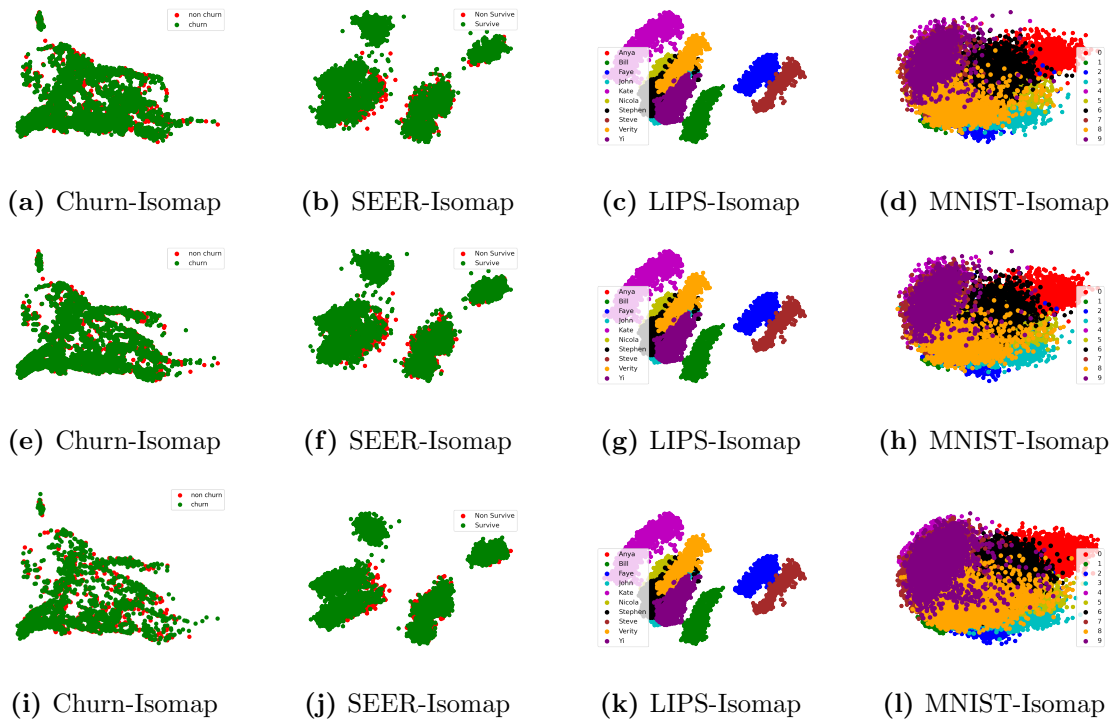 non churn
churn
Non Survive
Survive
Anya
Bill
Faye
John
Kate
Nicola
Stephen
Steve
Verity
Yi
0
1
2
3
4
5
6
7
8
9
(a) Churn-Isomap
(b) SEER-Isomap
(c) LIPS-Isomap
(d) MNIST-Isomap
non churn
churn
Non Survive
Survive
Anya
Bill
Faye
John
Kate
Nicola
Stephen
Steve
Verity
Yi
0
1
2
3
4
5
6
7
8
9
(e) Churn-Isomap
(f) SEER-Isomap
(g) LIPS-Isomap
(h) MNIST-Isomap
non churn
churn
Non Survive
Survive
Anya
Bill
Faye
John
Kate
Nicola
Stephen
Steve
Verity
Yi
0
1
2
3
4
5
6
7
8
9
(i) Churn-Isomap
(j) SEER-Isomap
(k) LIPS-Isomap
(l) MNIST-Isomap